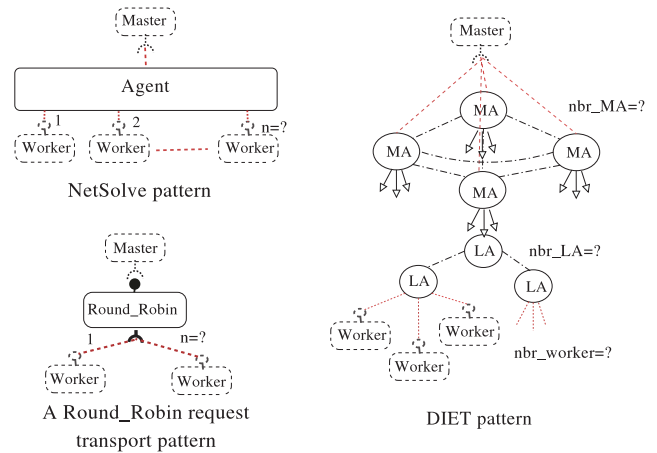 Master
Agent
1
2
n=?
Worker
Worker
Worker
NetSolve pattern
Master
Round_Robin
1
n=?
Worker
Worker
A Round_Robin request
transport pattern
Master
nbr_MA=?
MA
MA
MA
MA
LA
nbr_LA=?
LA
LA
Worker
Worker
Worker
nbr_worker=?
DIET pattern